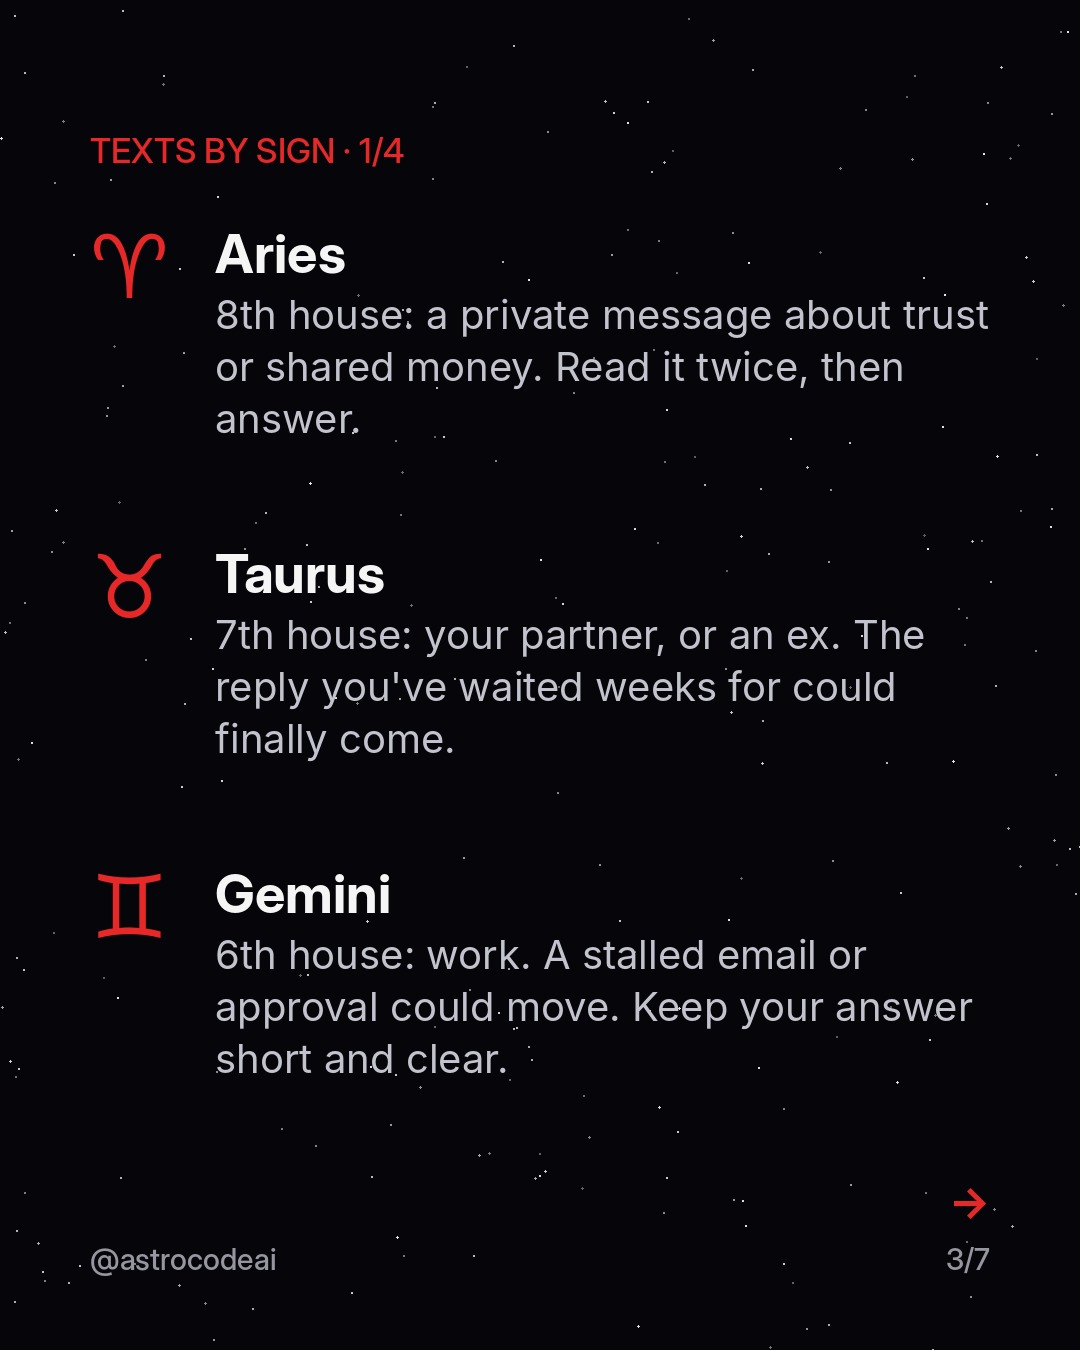 TEXTS BY SIGN · 1/4
♈ Aries
8th house: a private message about trust
or shared money. Read it twice, then
answer.
♉ Taurus
7th house: your partner, or an ex. The
reply you've waited weeks for could
finally come.
♊ Gemini
6th house: work. A stalled email or
approval could move. Keep your answer
short and clear.
→
@astrocodeai
3/7